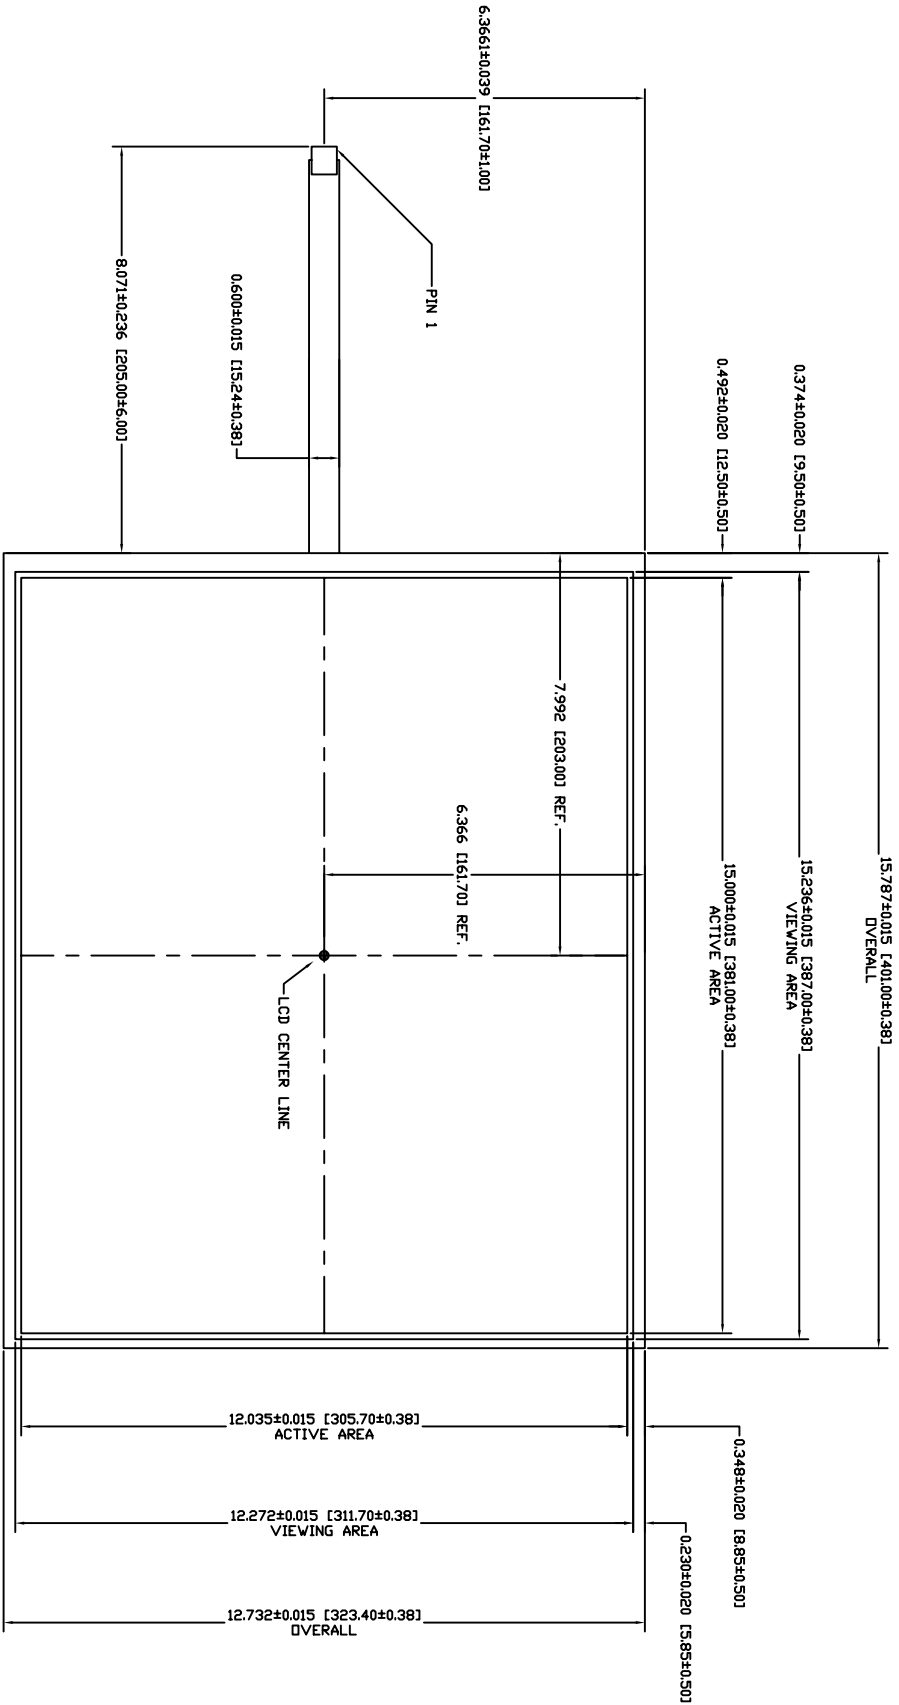 15.787±0.015 [401.00±0.38]
OVERALL
0.374±0.020 [9.50±0.50]
15.236±0.015 [387.00±0.38]
VIEWING AREA
0.492±0.020 [12.50±0.50]
15.000±0.015 [381.00±0.38]
ACTIVE AREA
0.348±0.020 [8.85±0.50]
0.230±0.020 [5.85±0.50]
7.992 [203.00] REF.
6.3661±0.039 [161.70±1.00]
6.366 [161.70] REF.
PIN 1
LCD CENTER LINE
0.600±0.015 [15.24±0.38]
8.071±0.236 [205.00±6.00]
12.035±0.015 [305.70±0.38]
ACTIVE AREA
12.272±0.015 [311.70±0.38]
VIEWING AREA
12.732±0.015 [323.40±0.38]
OVERALL